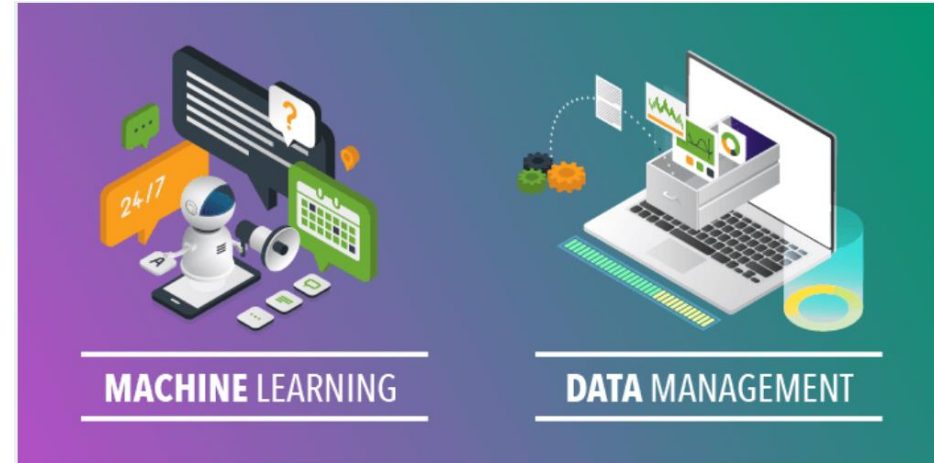 24/7
?
A
MACHINE LEARNING
DATA MANAGEMENT